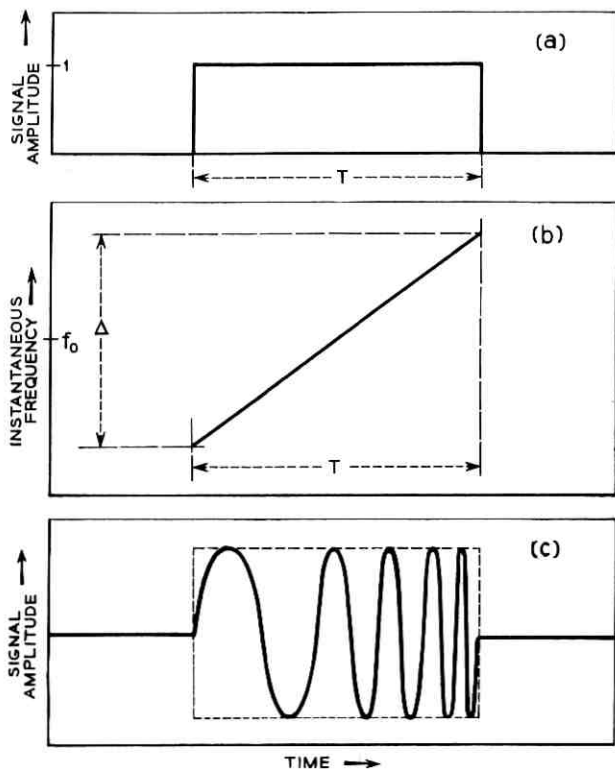 SIGNAL
AMPLITUDE
1
(a)
T
INSTANTANEOUS
FREQUENCY
f₀
Δ
(b)
T
SIGNAL
AMPLITUDE
(c)
TIME